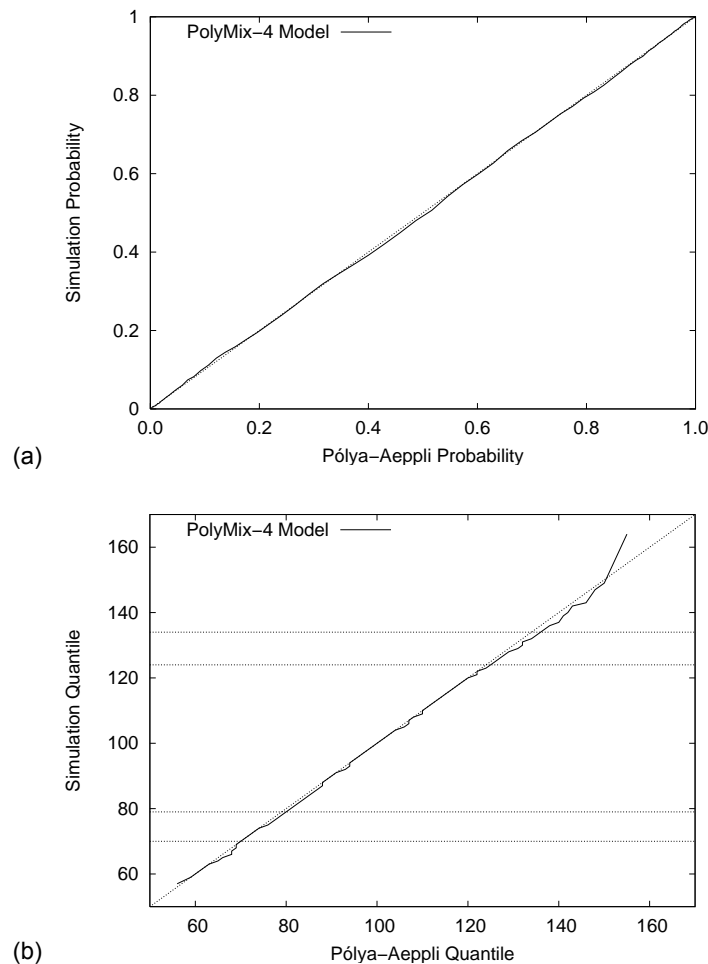 1
PolyMix−4 Model
0.8
0.6
0.4
0.2
0
Simulation Probability
0.0 0.2 0.4 0.6 0.8 1.0
(a)
Pólya−Aeppli Probability
PolyMix−4 Model
160
140
120
100
80
60
Simulation Quantile
60 80 100 120 140 160
(b)
Pólya−Aeppli Quantile